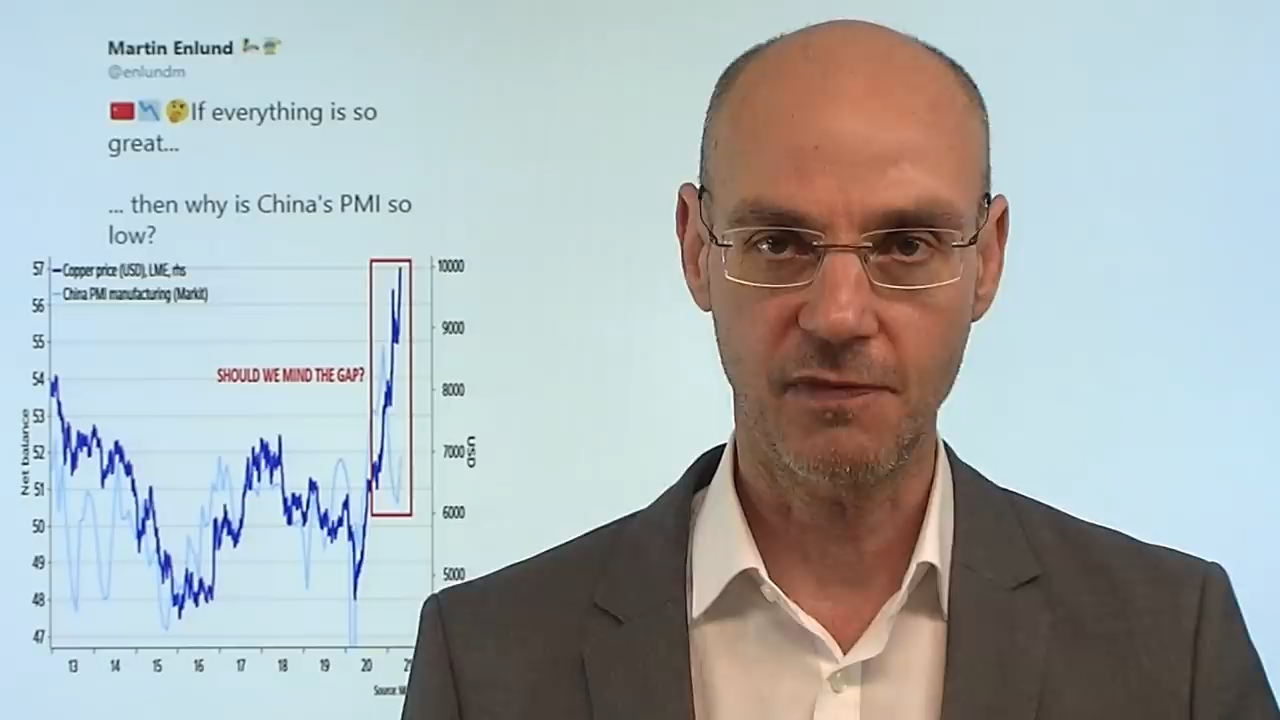 Martin Enlund
@enlundm
If everything is so
great...
... then why is China's PMI so
low?
Copper price (USD), LME, rhs
China PMI manufacturing (Markit)
SHOULD WE MIND THE GAP?
Net balance
USD
57
56
55
54
53
52
51
50
49
48
47
10000
9000
8000
7000
6000
5000
13 14 15 16 17 18 19 20
Source: